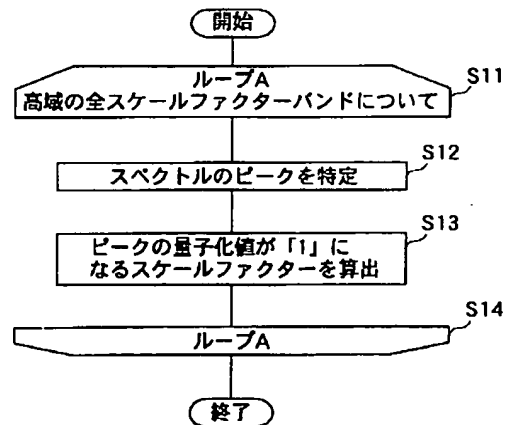 開始
ループA
高域の全スケールファクターバンドについて
S11
S12
スペクトルのピークを特定
S13
ピークの量子化値が「1」に
なるスケールファクターを算出
S14
ループA
終了